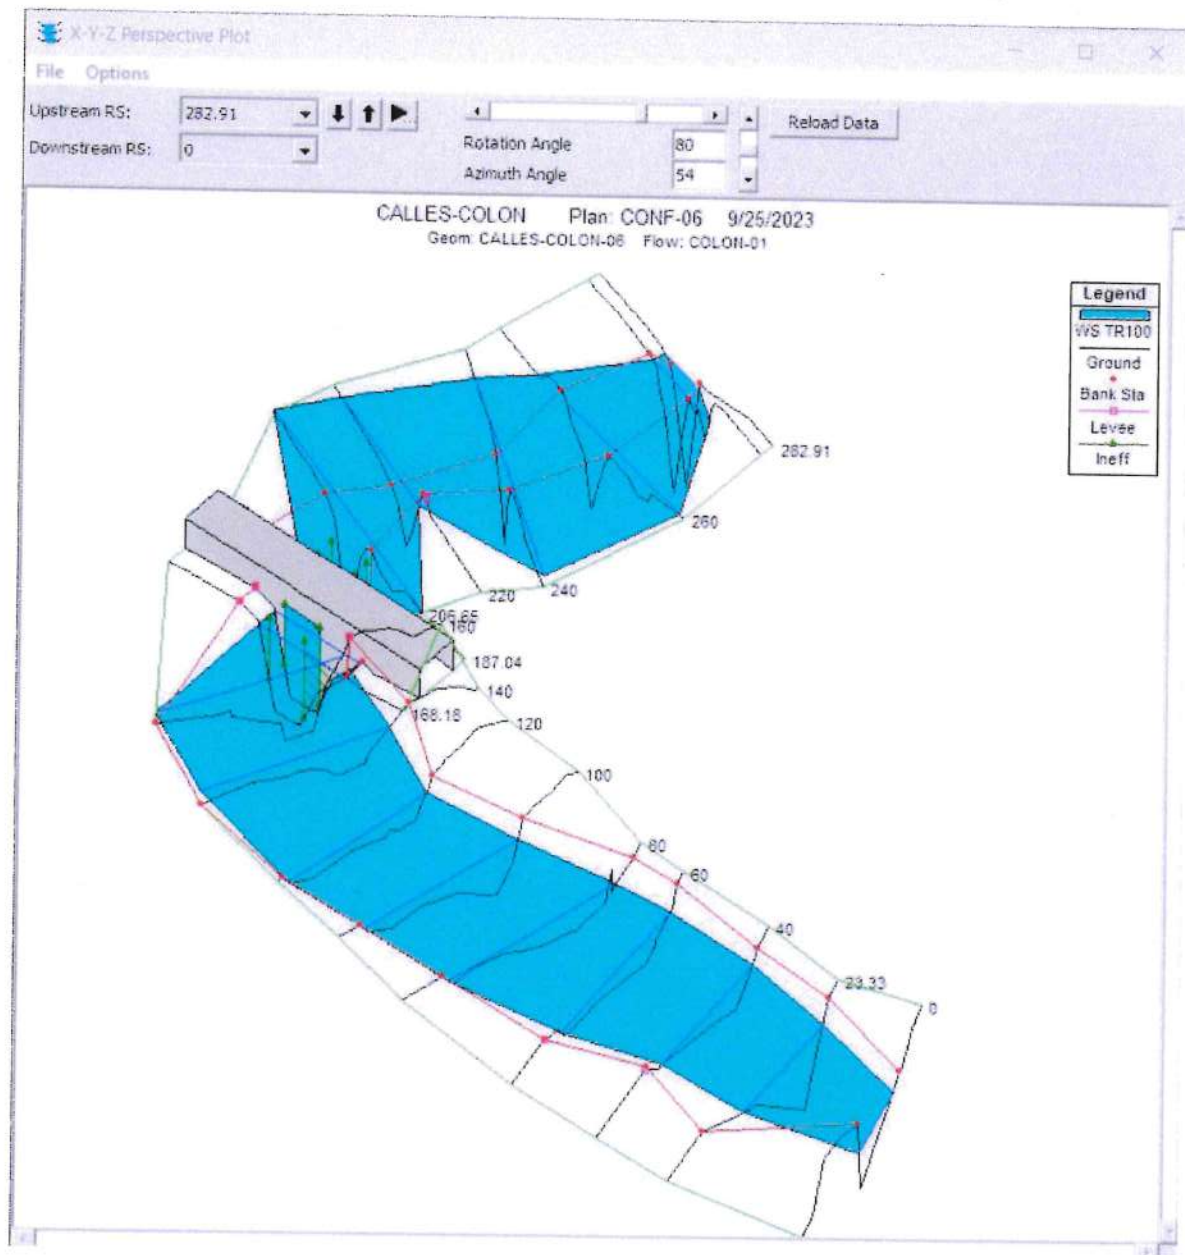 X-Y-Z Perspective Plot
File Options
Upstream RS: 282.91
Downstream RS: 0
Rotation Angle 80
Azimuth Angle 54
Reload Data
CALLES-COLON Plan: CONF-06 9/25/2023
Geom: CALLES-COLON-06 Flow: COLON-01
Legend
WS TR100
Ground
Bank Sta
Levee
Ineff
282.91
260
240
220
206.65
160
187.04
140
168.18
120
100
80
60
40
23.33
0